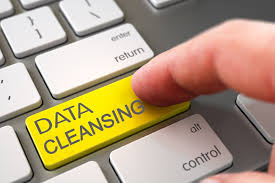 enter
return
DATA
CLEANSING
alt
control